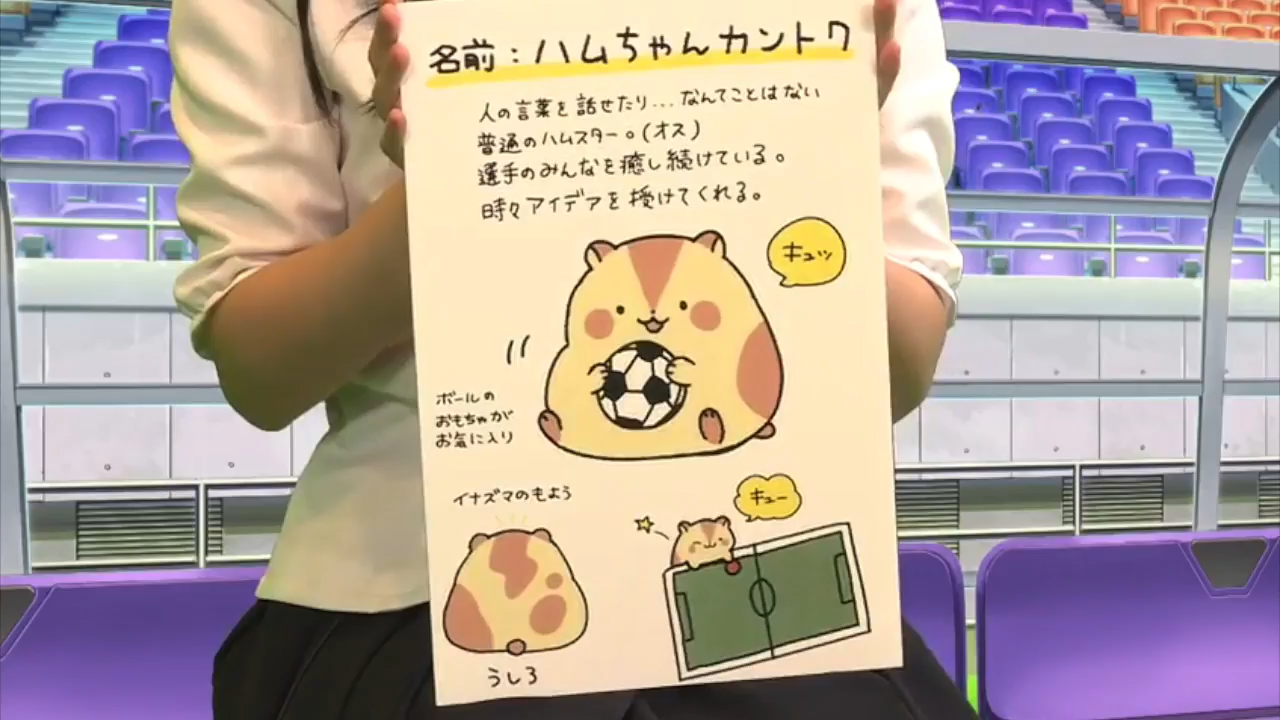 名前：ハムちゃんカントク
人の言葉を話せたり...なんてことはない
普通のハムスター。(オス)
選手のみんなを癒し続けている。
時々アイデアを授けてくれる。
キュッ
ボールの
おもちゃが
お気に入り
イナズマのもよう
キュー
うしろ